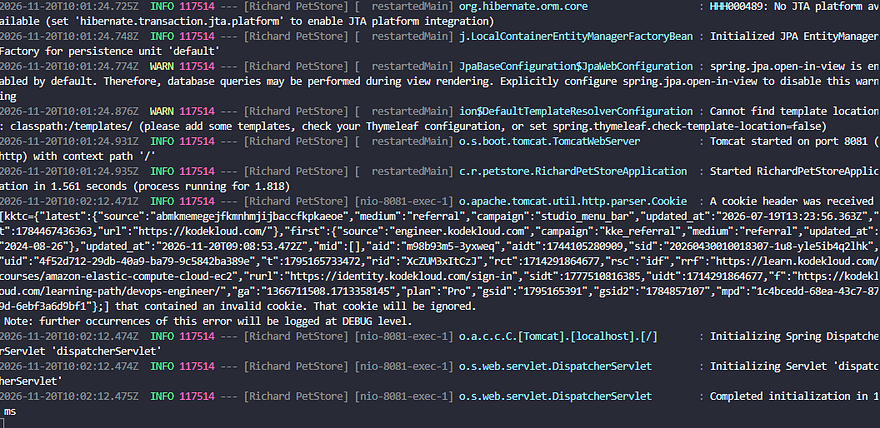 2026-11-20T10:01:24.725Z  INFO 117514 --- [Richard PetStore] [  restartedMain] org.hibernate.orm.core                   : HHH000489: No JTA platform av
ailable (set 'hibernate.transaction.jta.platform' to enable JTA platform integration)
2026-11-20T10:01:24.748Z  INFO 117514 --- [Richard PetStore] [  restartedMain] j.LocalContainerEntityManagerFactoryBean : Initialized JPA EntityManager
Factory for persistence unit 'default'
2026-11-20T10:01:24.774Z  WARN 117514 --- [Richard PetStore] [  restartedMain] JpaBaseConfiguration$JpaWebConfiguration : spring.jpa.open-in-view is en
abled by default. Therefore, database queries may be performed during view rendering. Explicitly configure spring.jpa.open-in-view to disable this warn
ing
2026-11-20T10:01:24.876Z  WARN 117514 --- [Richard PetStore] [  restartedMain] ion$DefaultTemplateResolverConfiguration : Cannot find template location
: classpath:/templates/ (please add some templates, check your Thymeleaf configuration, or set spring.thymeleaf.check-template-location=false)
2026-11-20T10:01:24.931Z  INFO 117514 --- [Richard PetStore] [  restartedMain] o.s.boot.tomcat.TomcatWebServer          : Tomcat started on port 8081 (
http) with context path '/'
2026-11-20T10:01:24.935Z  INFO 117514 --- [Richard PetStore] [  restartedMain] c.r.petstore.RichardPetStoreApplication  : Started RichardPetStoreApplic
ation in 1.561 seconds (process running for 1.818)
2026-11-20T10:02:12.471Z  INFO 117514 --- [Richard PetStore] [nio-8081-exec-1] o.apache.tomcat.util.http.parser.Cookie  : A cookie header was received
[kktc={"latest":{"source":"abmkmemegejfkmnhmjijbaccfkpkaeoe","medium":"referral","campaign":"studio_menu_bar","updated_at":"2026-07-19T13:23:56.363Z","
t":1784467436363,"url":"https://kodekloud.com/"},"first":{"source":"engineer.kodekloud.com","campaign":"kke_referral","medium":"referral","updated_at":
"2024-08-26"},"updated_at":"2026-11-20T09:08:53.472Z","mid":[],"aid":"m98b93m5-3yxweq","aidt":1744105280909,"sid":"20260430010018307-1u8-yle5ib4q2lhk",
"uid":"4f52d712-29db-40a9-ba79-9c5842ba389e","t":1795165733472,"rid":"XcZUM3xItCzJ","rct":1714291864677,"rsc":"idf","rrf":"https://learn.kodekloud.com/
courses/amazon-elastic-compute-cloud-ec2","rurl":"https://identity.kodekloud.com/sign-in","sidt":1777510816385,"uidt":1714291864677,"f":"https://kodekl
oud.com/learning-path/devops-engineer/","ga":"1366711508.1713358145","plan":"Pro","gsid":"1795165391","gsid2":"1784857107","mpd":"1c4bcedd-68ea-43c7-87
9d-6ebf3a6d9bf1"};] that contained an invalid cookie. That cookie will be ignored.
 Note: further occurrences of this error will be logged at DEBUG level.
2026-11-20T10:02:12.474Z  INFO 117514 --- [Richard PetStore] [nio-8081-exec-1] o.a.c.c.C.[Tomcat].[localhost].[/]       : Initializing Spring Dispatche
rServlet 'dispatcherServlet'
2026-11-20T10:02:12.474Z  INFO 117514 --- [Richard PetStore] [nio-8081-exec-1] o.s.web.servlet.DispatcherServlet        : Initializing Servlet 'dispatc
herServlet'
2026-11-20T10:02:12.475Z  INFO 117514 --- [Richard PetStore] [nio-8081-exec-1] o.s.web.servlet.DispatcherServlet        : Completed initialization in 1
 ms